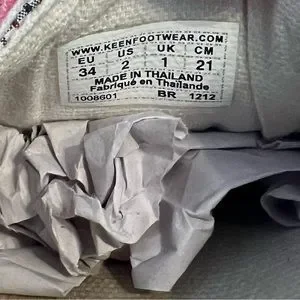 WWW.KEENFOOTWEAR.COM
EU US UK CM
34 2 1 21
MADE IN THAILAND
Fabriqué en Thaïlande
1008601 BR 1212